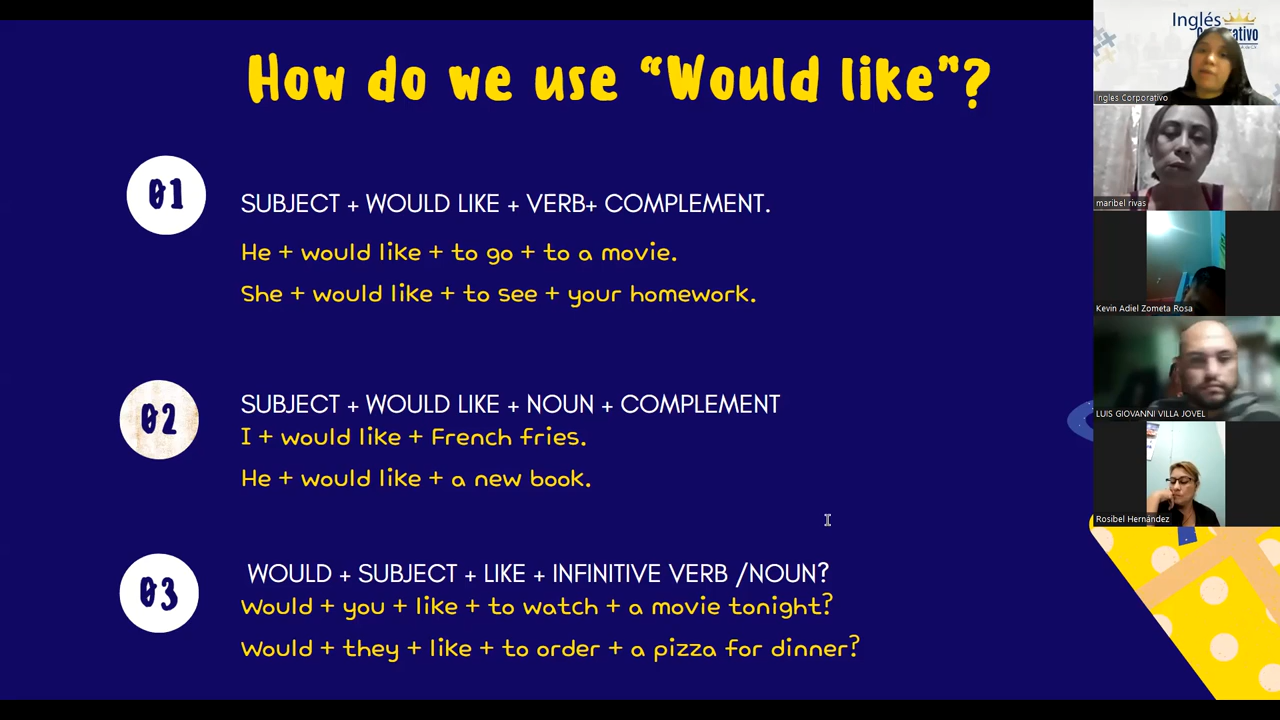 How do we use “Would like”?
01
SUBJECT + WOULD LIKE + VERB+ COMPLEMENT.
He + would like + to go + to a movie.
She + would like + to see + your homework.
02
SUBJECT + WOULD LIKE + NOUN + COMPLEMENT
I + would like + French fries.
He + would like + a new book.
03
WOULD + SUBJECT + LIKE + INFINITIVE VERB /NOUN?
Would + you + like + to watch + a movie tonight?
Would + they + like + to order + a pizza for dinner?
Inglés
Ingles Corporativo
maribel rivas
Kevin Adiel Zometa Rosa
LUIS GIOVANNI VILLA JOVEL
Rosibel Hernández